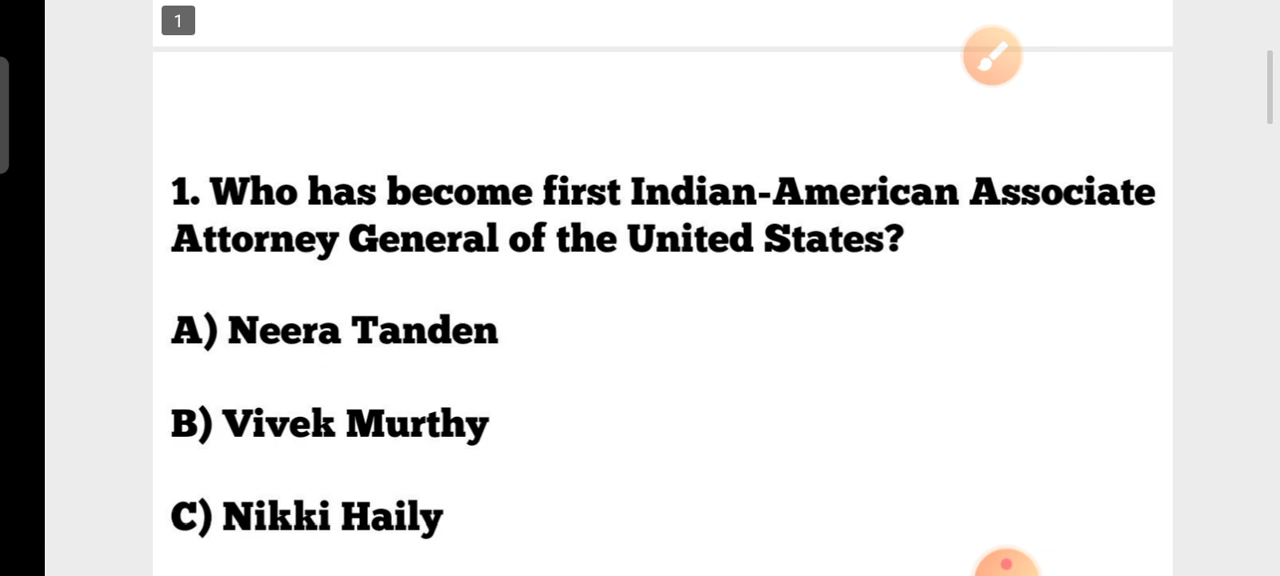 1
1. Who has become first Indian-American Associate
Attorney General of the United States?
A) Neera Tanden
B) Vivek Murthy
C) Nikki Haily